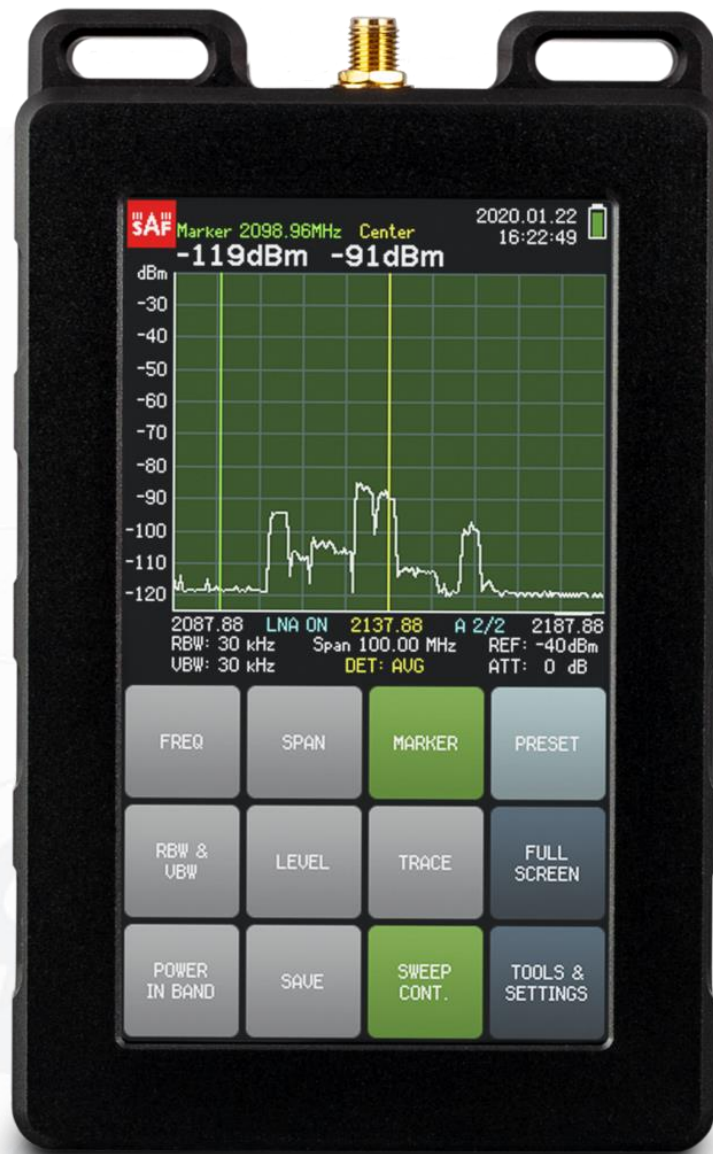 SAF
2020.01.22
Marker 2098.96MHz Center
16:22:49
-119dBm -91dBm
dBm
-30
-40
-50
-60
-70
-80
-90
-100
-110
-120
2087.88 LNA ON 2137.88 A 2/2 2187.88
RBW: 30 kHz Span 100.00 MHz REF: -40dBm
VBW: 30 kHz DET: AVG ATT: 0 dB
FREQ SPAN MARKER PRESET
RBW & VBW LEVEL TRACE FULL SCREEN
POWER IN BAND SAVE SWEEP CONT. TOOLS & SETTINGS